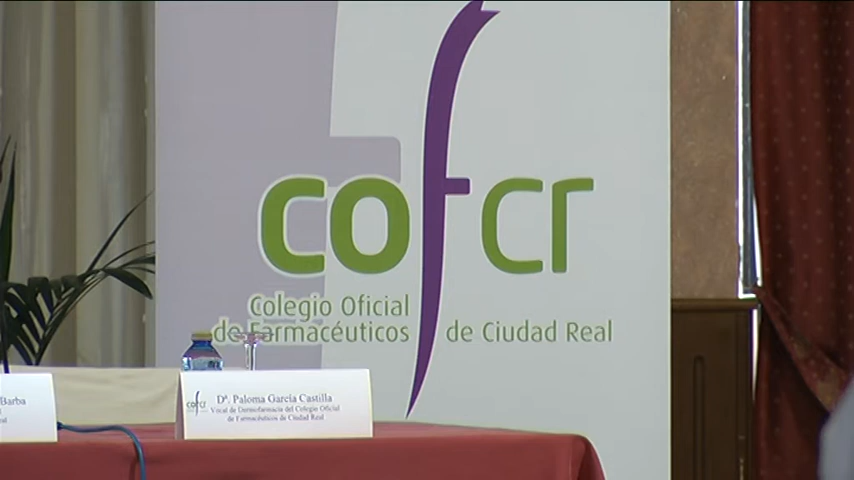 cofcr
Colegio Oficial
de Farmacéuticos de Ciudad Real
Barba
cofcr
Dª. Paloma García Castilla
Vocal de Dermofarmacia del Colegio Oficial
de Farmacéuticos de Ciudad Real